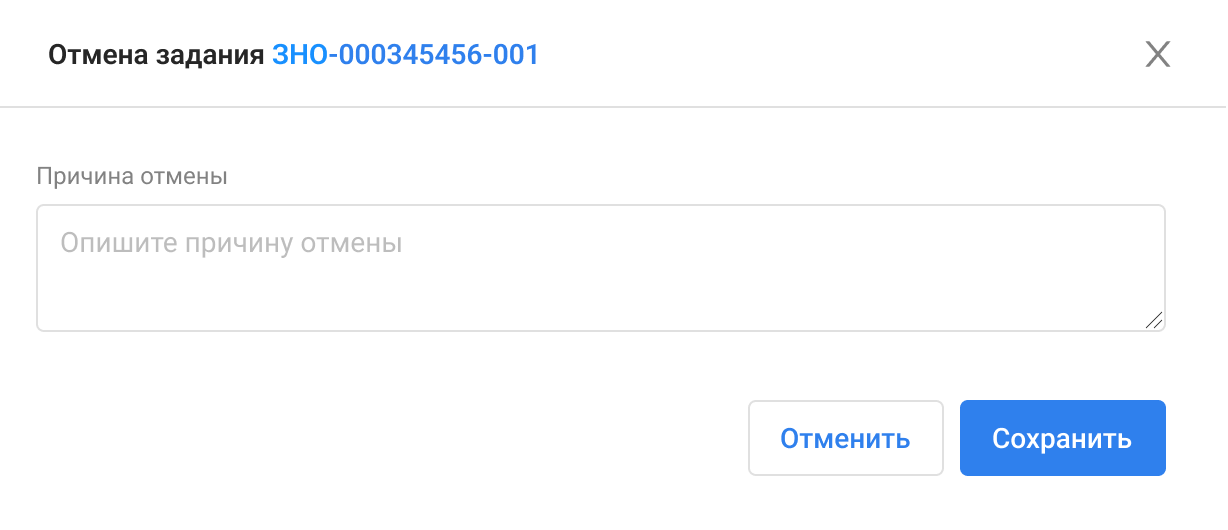 Отмена задания ЗНО-000345456-001
Причина отмены
Опишите причину отмены
Отменить
Сохранить